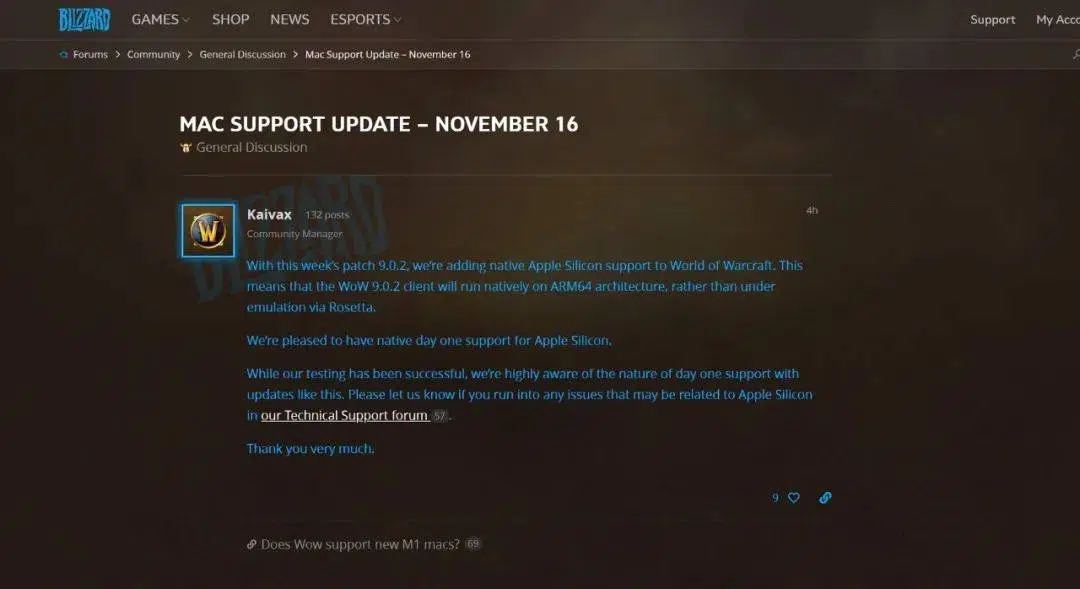 BLIZZARD GAMES SHOP NEWS ESPORTS Support My Acco
Forums > Community > General Discussion > Mac Support Update – November 16
MAC SUPPORT UPDATE – NOVEMBER 16
General Discussion
BLIZZARD
W
Kaivax 132 posts 4h
Community Manager
With this week's patch 9.0.2, we're adding native Apple Silicon support to World of Warcraft. This
means that the WoW 9.0.2 client will run natively on ARM64 architecture, rather than under
emulation via Rosetta.
We're pleased to have native day one support for Apple Silicon.
While our testing has been successful, we're highly aware of the nature of day one support with
updates like this. Please let us know if you run into any issues that may be related to Apple Silicon
in our Technical Support forum 57 .
Thank you very much.
9
Does Wow support new M1 macs? 69